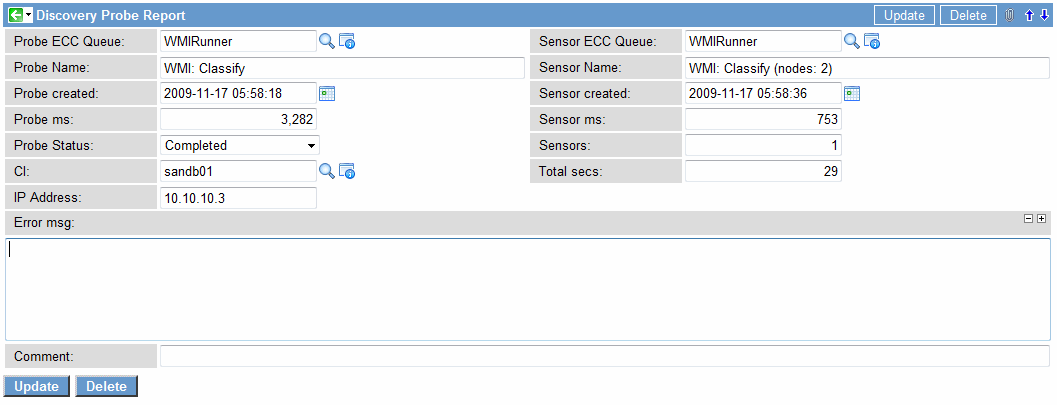 Discovery Probe Report Update Delete
Probe ECC Queue: WMIRunner Sensor ECC Queue: WMIRunner
Probe Name: WMI: Classify Sensor Name: WMI: Classify (nodes: 2)
Probe created: 2009-11-17 05:58:18 Sensor created: 2009-11-17 05:58:36
Probe ms: 3,282 Sensor ms: 753
Probe Status: Completed Sensors: 1
CI: sandb01 Total secs: 29
IP Address: 10.10.10.3
Error msg:
Comment:
Update Delete